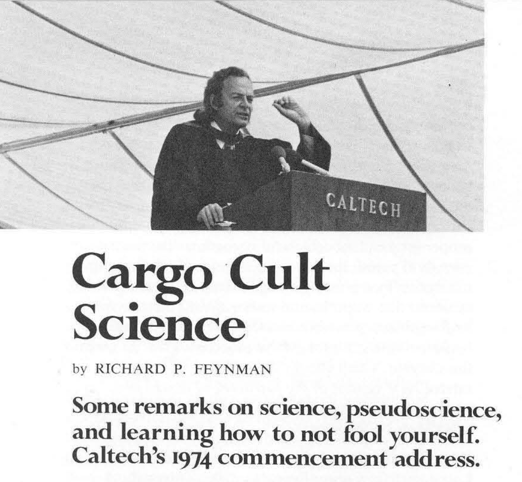 CALTECH
Cargo Cult
Science
by RICHARD P. FEYNMAN
Some remarks on science, pseudoscience,
and learning how to not fool yourself.
Caltech's 1974 commencement address.